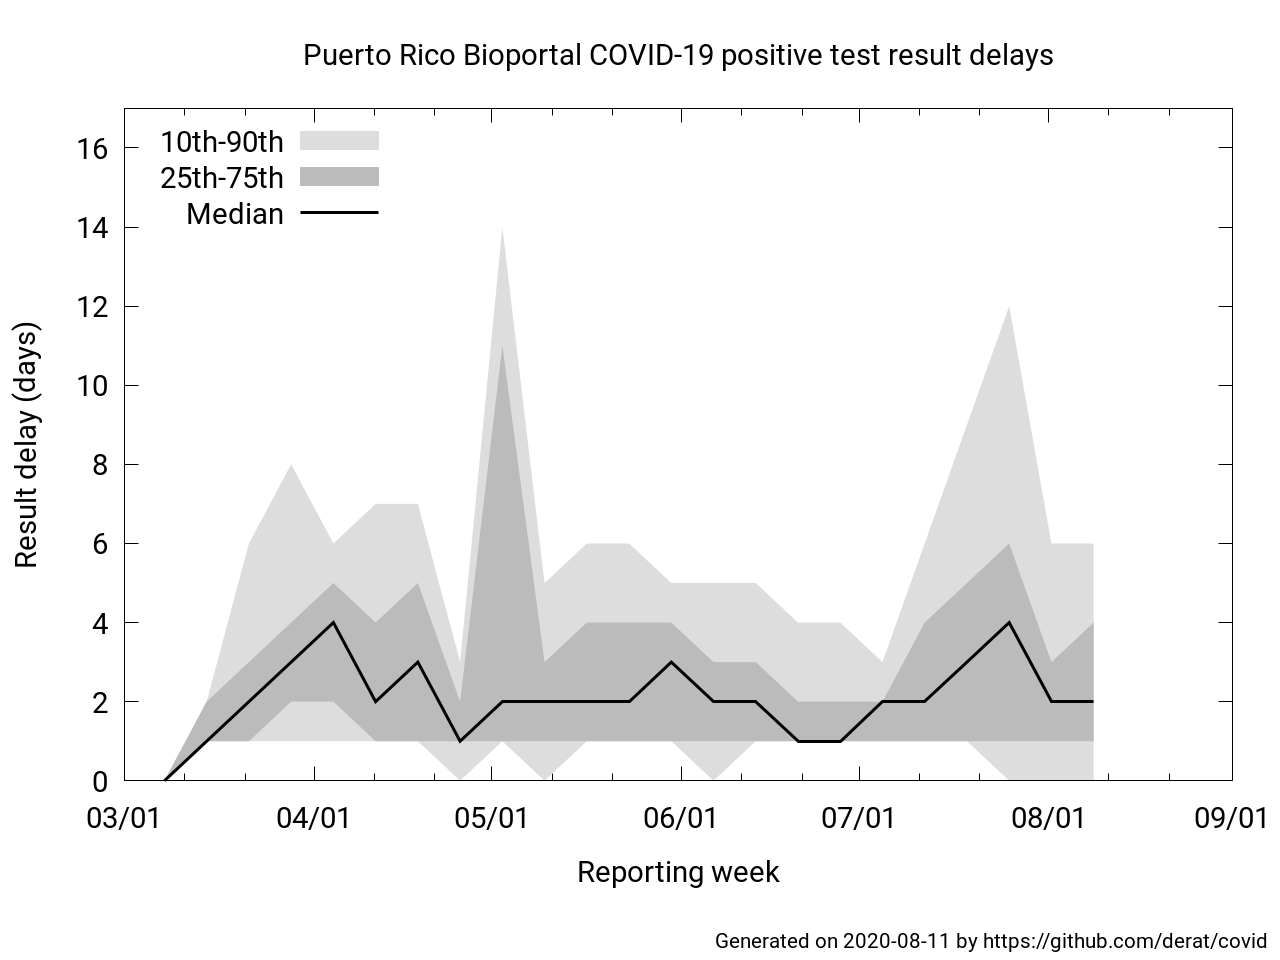 Puerto Rico Bioportal COVID-19 positive test result delays
10th-90th
25th-75th
Median
16
14
12
10
8
6
4
2
0
Result delay (days)
03/01 04/01 05/01 06/01 07/01 08/01 09/01
Reporting week
Generated on 2020-08-11 by https://github.com/derat/covid